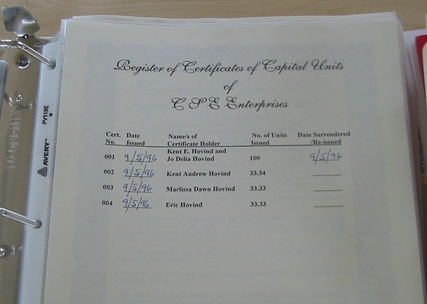 Register of Certificates of Capital Units
of
C S E Enterprises
Cert. No. Date Issued Name/s of Certificate Holder No. of Units Issued Date Surrendered /Re-issued
001 9/5/96 Kent E. Hovind and Jo Delia Hovind 100 9/5/96
002 9/5/96 Kent Andrew Hovind 33.34
003 9/5/96 Marlissa Dawn Hovind 33.33
004 9/5/96 Eric Hovind 33.33
AVERY